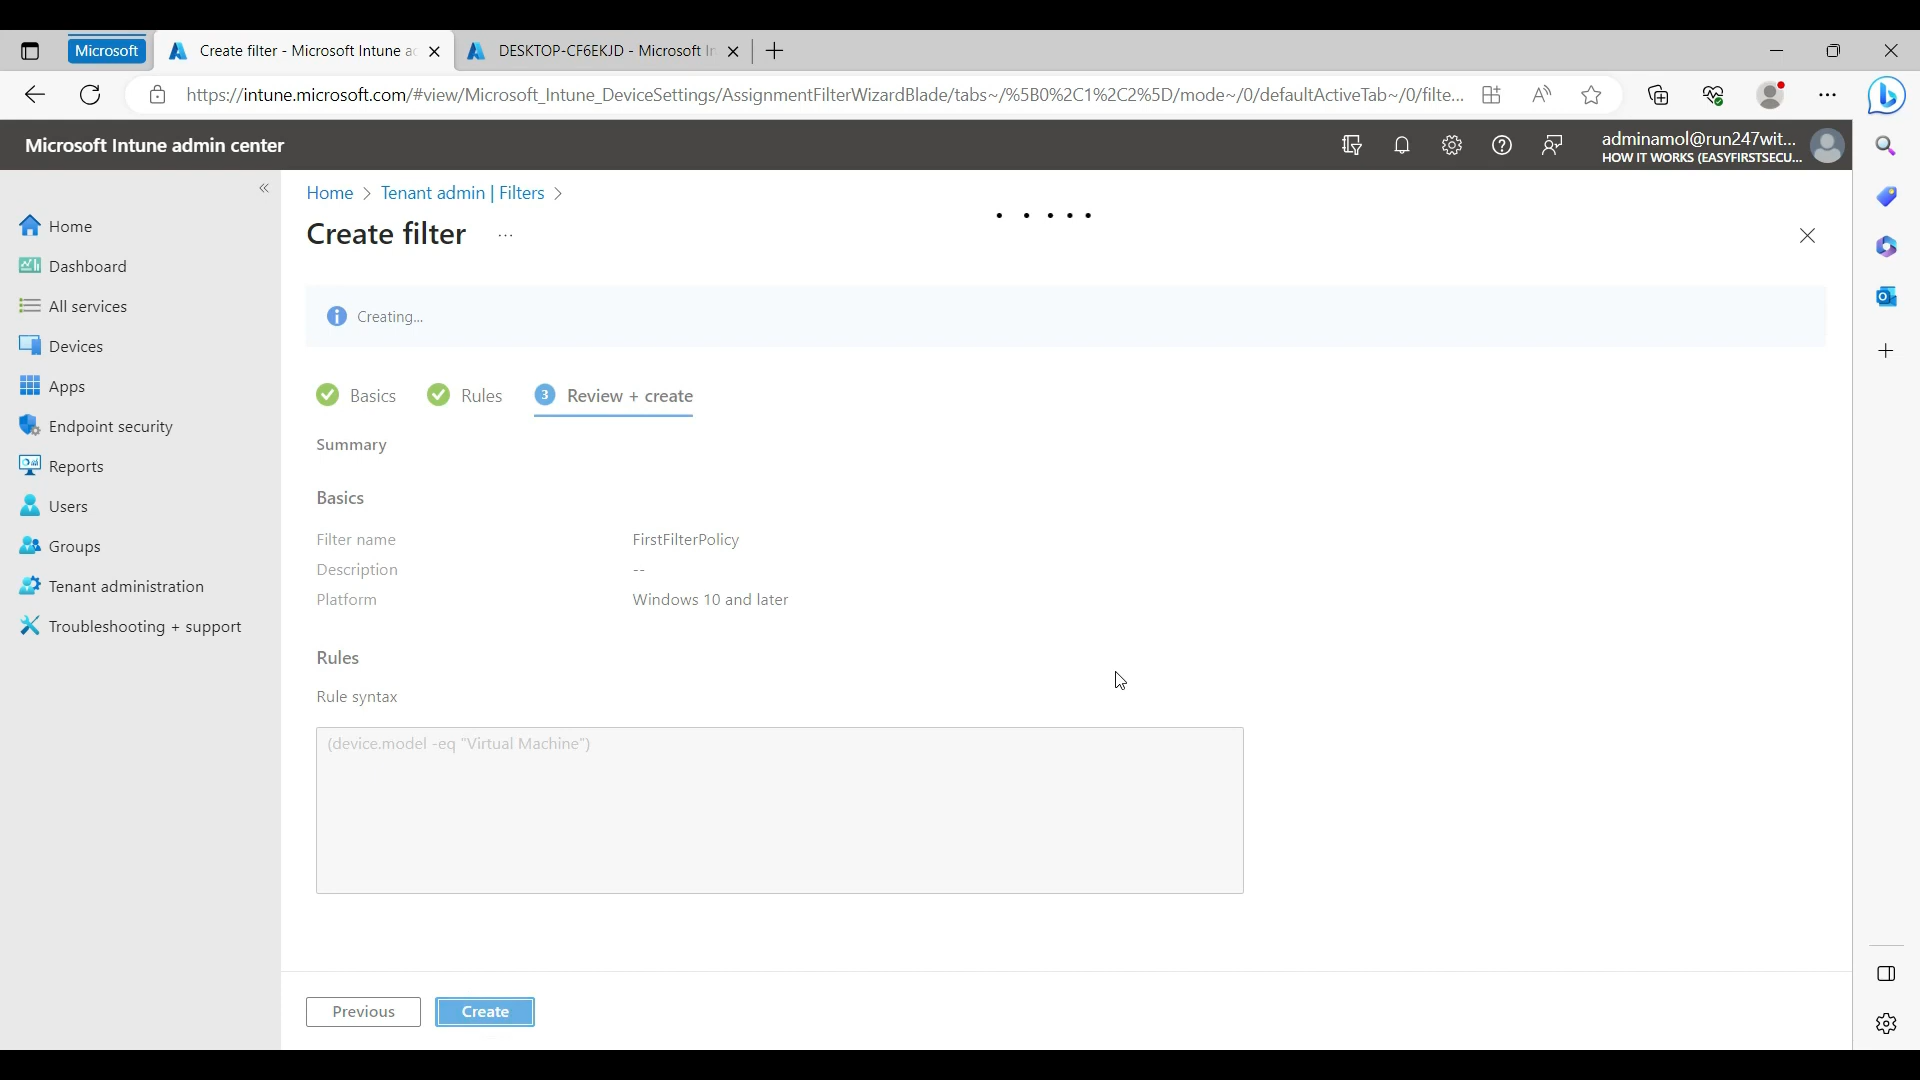 Microsoft
Create filter - Microsoft Intune ac
DESKTOP-CF6EKJD - Microsoft In
https://intune.microsoft.com/#view/Microsoft_Intune_DeviceSettings/AssignmentFilterWizardBlade/tabs~/%5B0%2C1%2C2%5D/mode~/0/defaultActiveTab~/0/filte...
Microsoft Intune admin center
adminamol@run247wit...
HOW IT WORKS (EASYFIRSTSECU...
Home > Tenant admin | Filters >
Create filter ...
Home
Dashboard
All services
Devices
Apps
Endpoint security
Reports
Users
Groups
Tenant administration
Troubleshooting + support
Creating...
Basics
Rules
3 Review + create
Summary
Basics
Filter name FirstFilterPolicy
Description --
Platform Windows 10 and later
Rules
Rule syntax
(device.model -eq "Virtual Machine")
Previous
Create